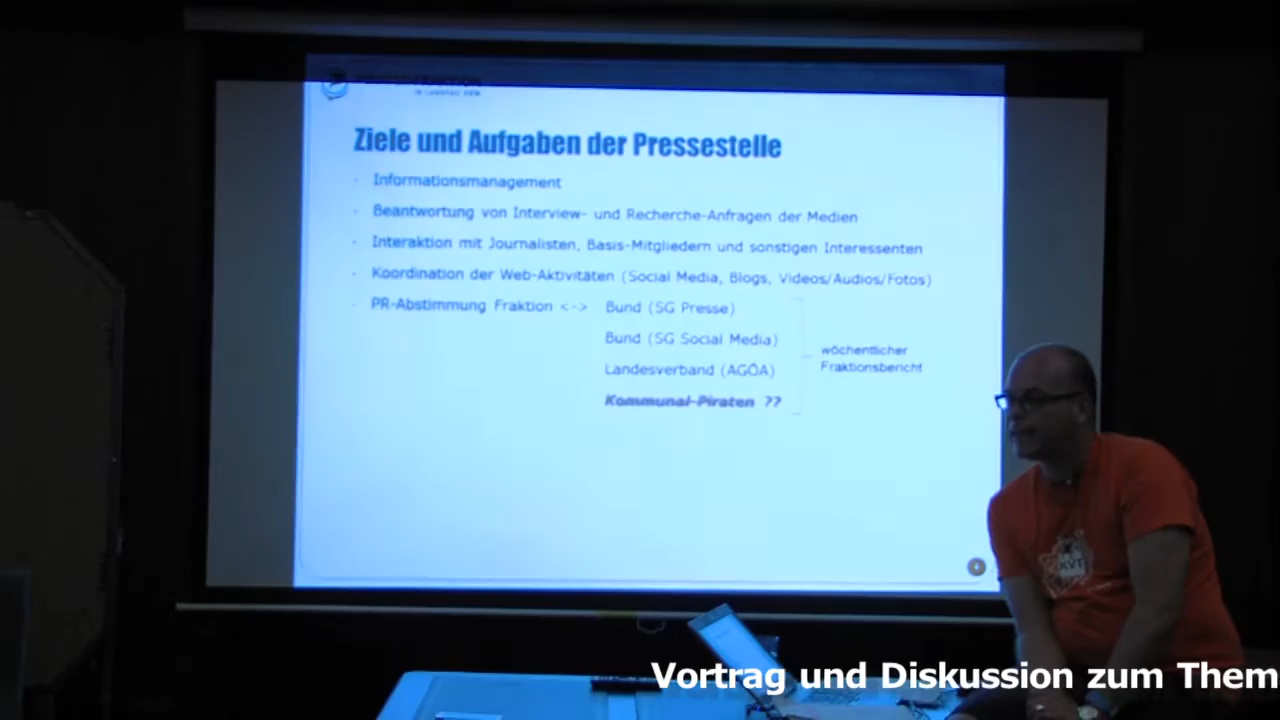 Ziele und Aufgaben der Pressestelle
· Informationsmanagement
· Beantwortung von Interview- und Recherche-Anfragen der Medien
· Interaktion mit Journalisten, Basis-Mitgliedern und sonstigen Interessenten
· Koordination der Web-Aktivitäten (Social Media, Blogs, Videos/Audios/Fotos)
· PR-Abstimmung Fraktion <-> Bund (SG Presse)
Bund (SG Social Media)
Landesverband (AGÖA)
Kommunal-Piraten ??
wöchentlicher
Fraktionsbericht
KVT
Vortrag und Diskussion zum Them